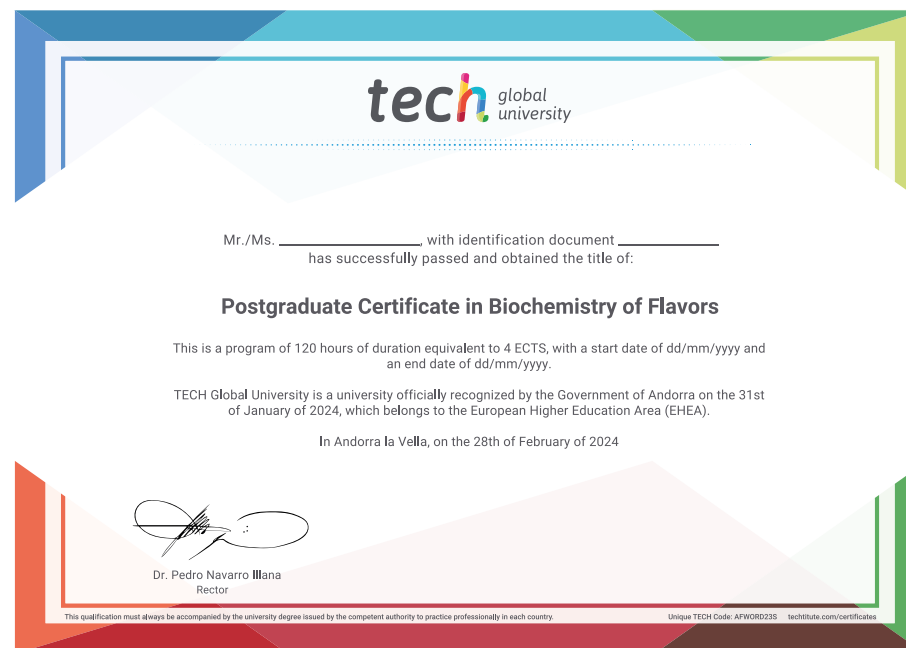 tech global
university
Mr./Ms. ____________________, with identification document ______________
has successfully passed and obtained the title of:
Postgraduate Certificate in Biochemistry of Flavors
This is a program of 120 hours of duration equivalent to 4 ECTS, with a start date of dd/mm/yyyy and
an end date of dd/mm/yyyy.
TECH Global University is a university officially recognized by the Government of Andorra on the 31st
of January of 2024, which belongs to the European Higher Education Area (EHEA).
In Andorra la Vella, on the 28th of February of 2024
Dr. Pedro Navarro Illana
Rector
This qualification must always be accompanied by the university degree issued by the competent authority to practice professionally in each country.
Unique TECH Code: AFWORD23S techtitute.com/certificates